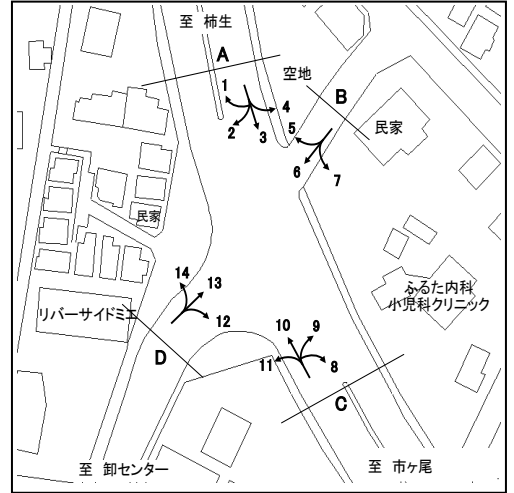 至 柿生
A
空地
1
4
B
2
3
5
民家
6
7
民家
14
13
ふるた内科
小児科クリニック
リバーサイドミエ
12
10
9
D
11
8
C
至 卸センター
至 市ヶ尾